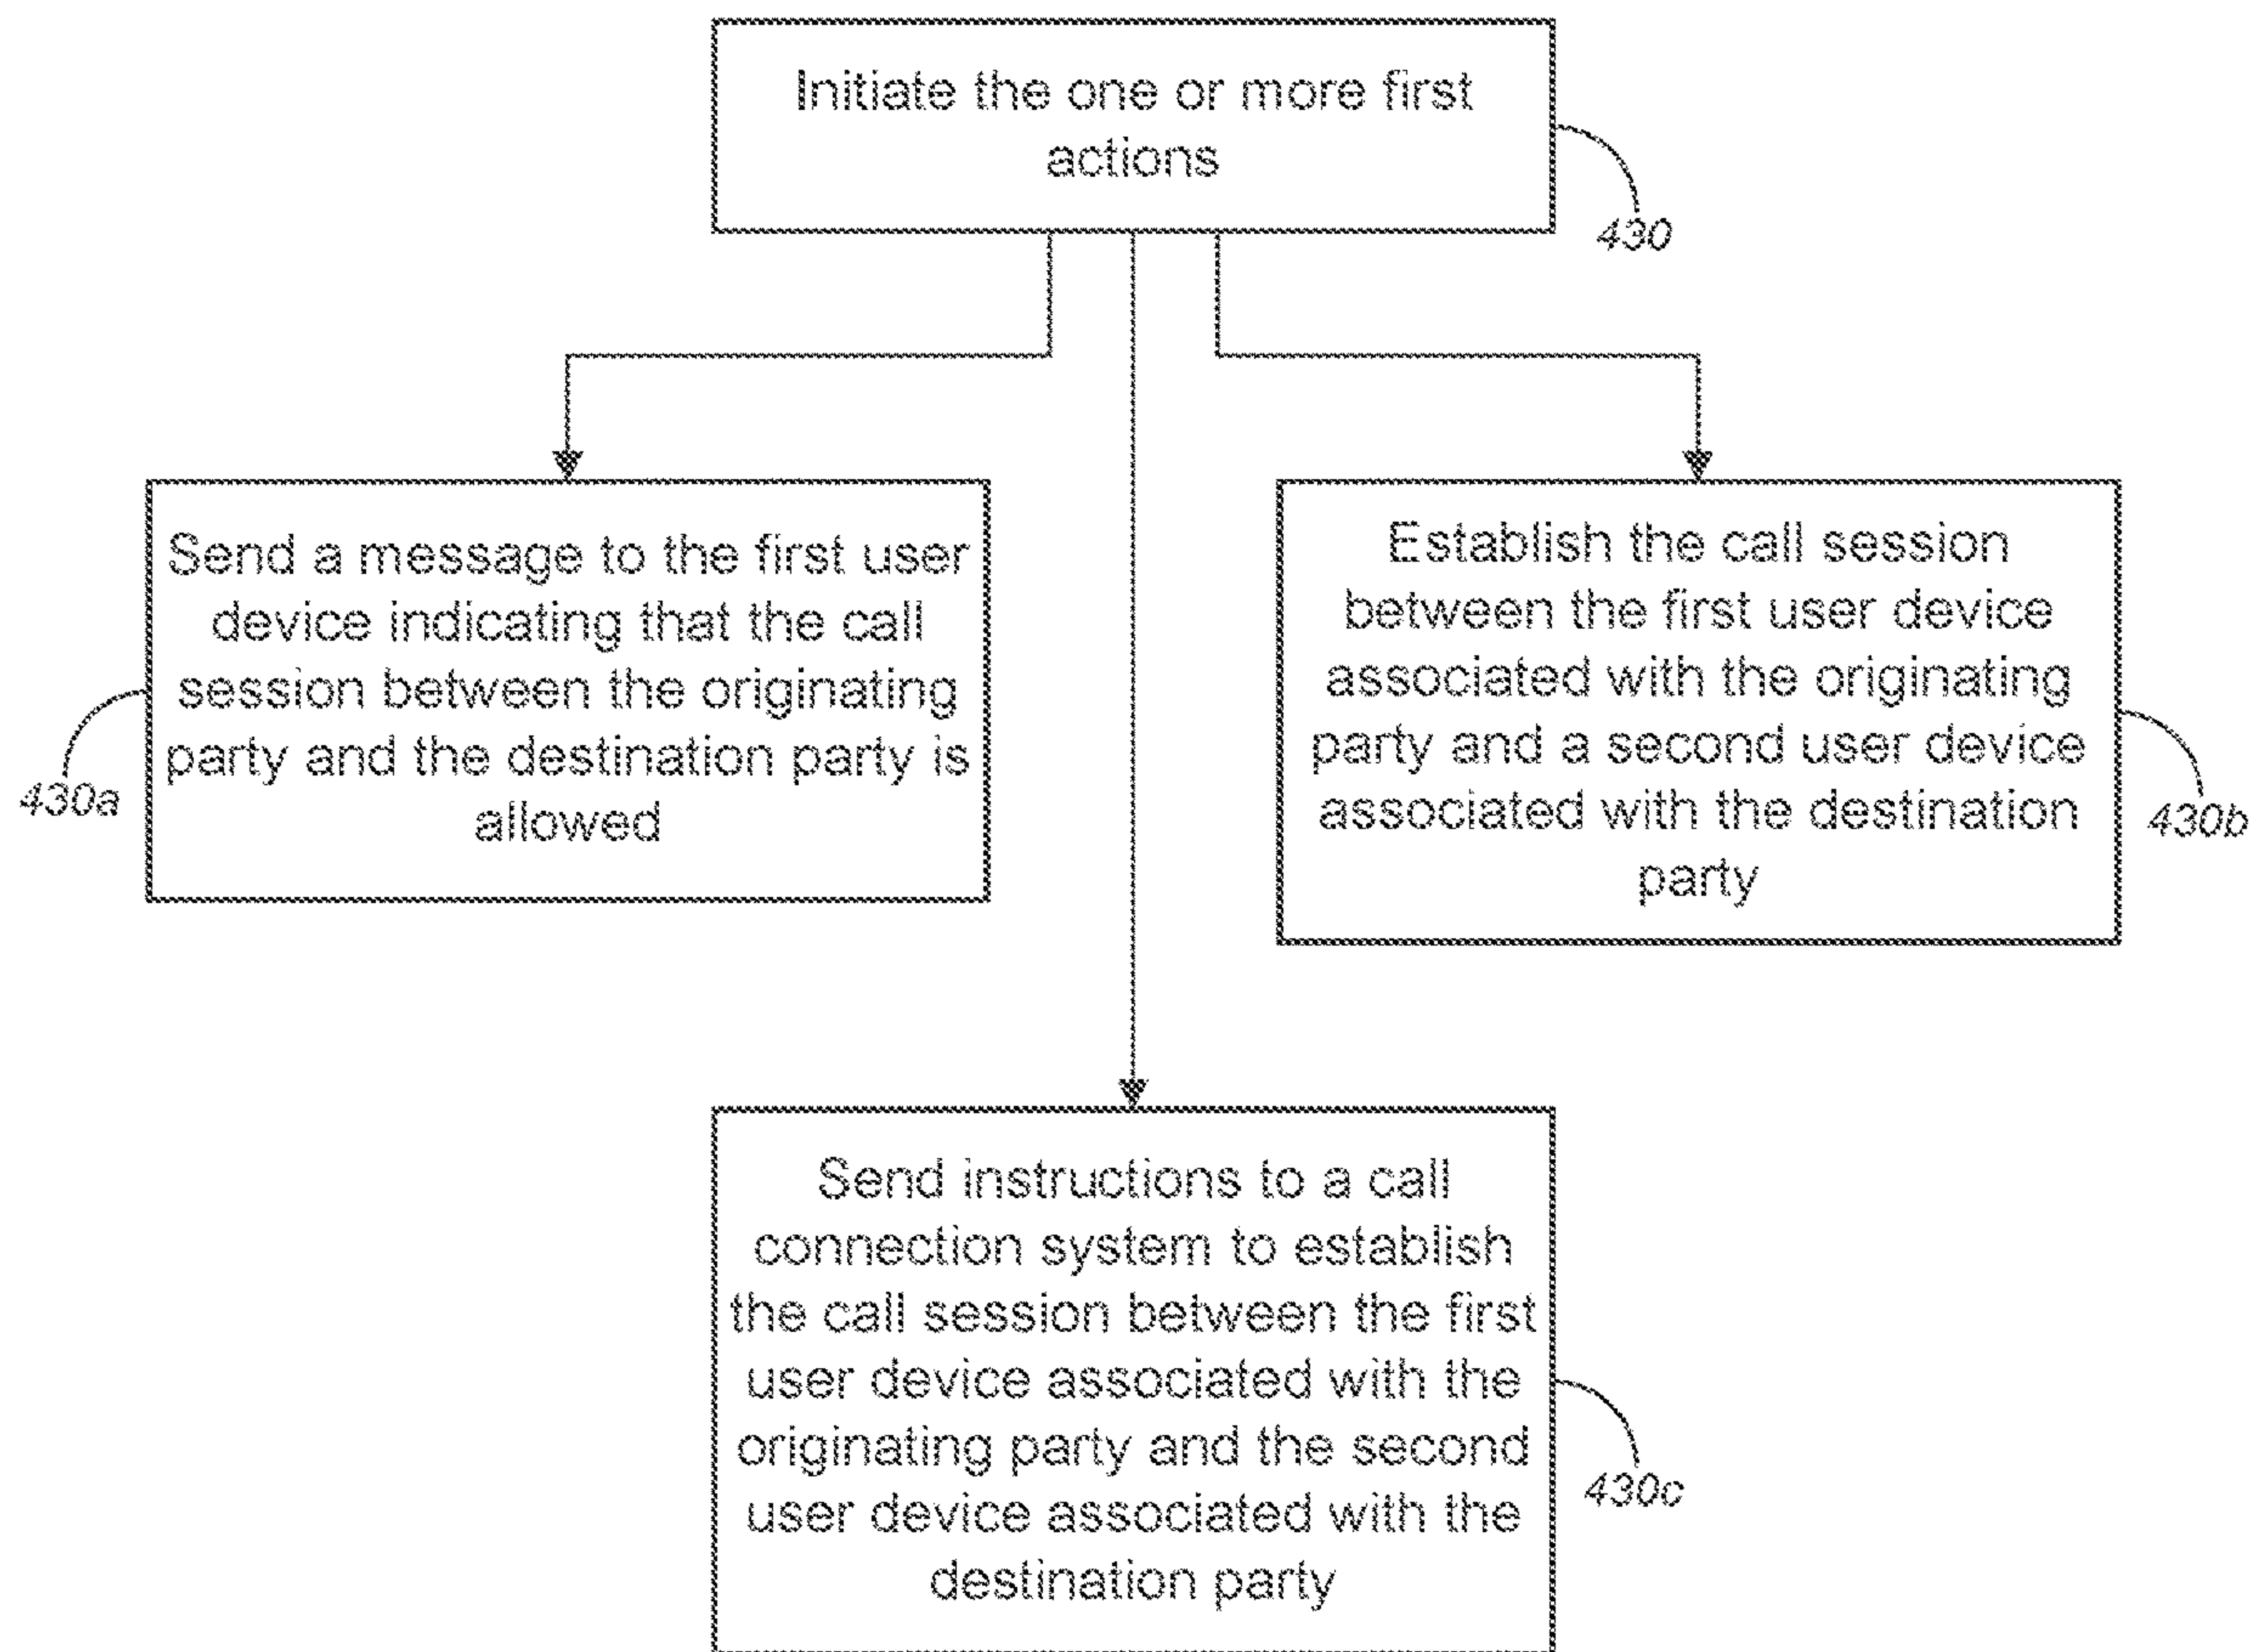 Initiate the one or more first
actions
430
Send a message to the first user
device indicating that the call
session between the originating
party and the destination party is
allowed
430a
Establish the call session
between the first user device
associated with the originating
party and a second user device
associated with the destination
party
430b
Send instructions to a call
connection system to establish
the call session between the first
user device associated with the
originating party and the second
user device associated with the
destination party
430c